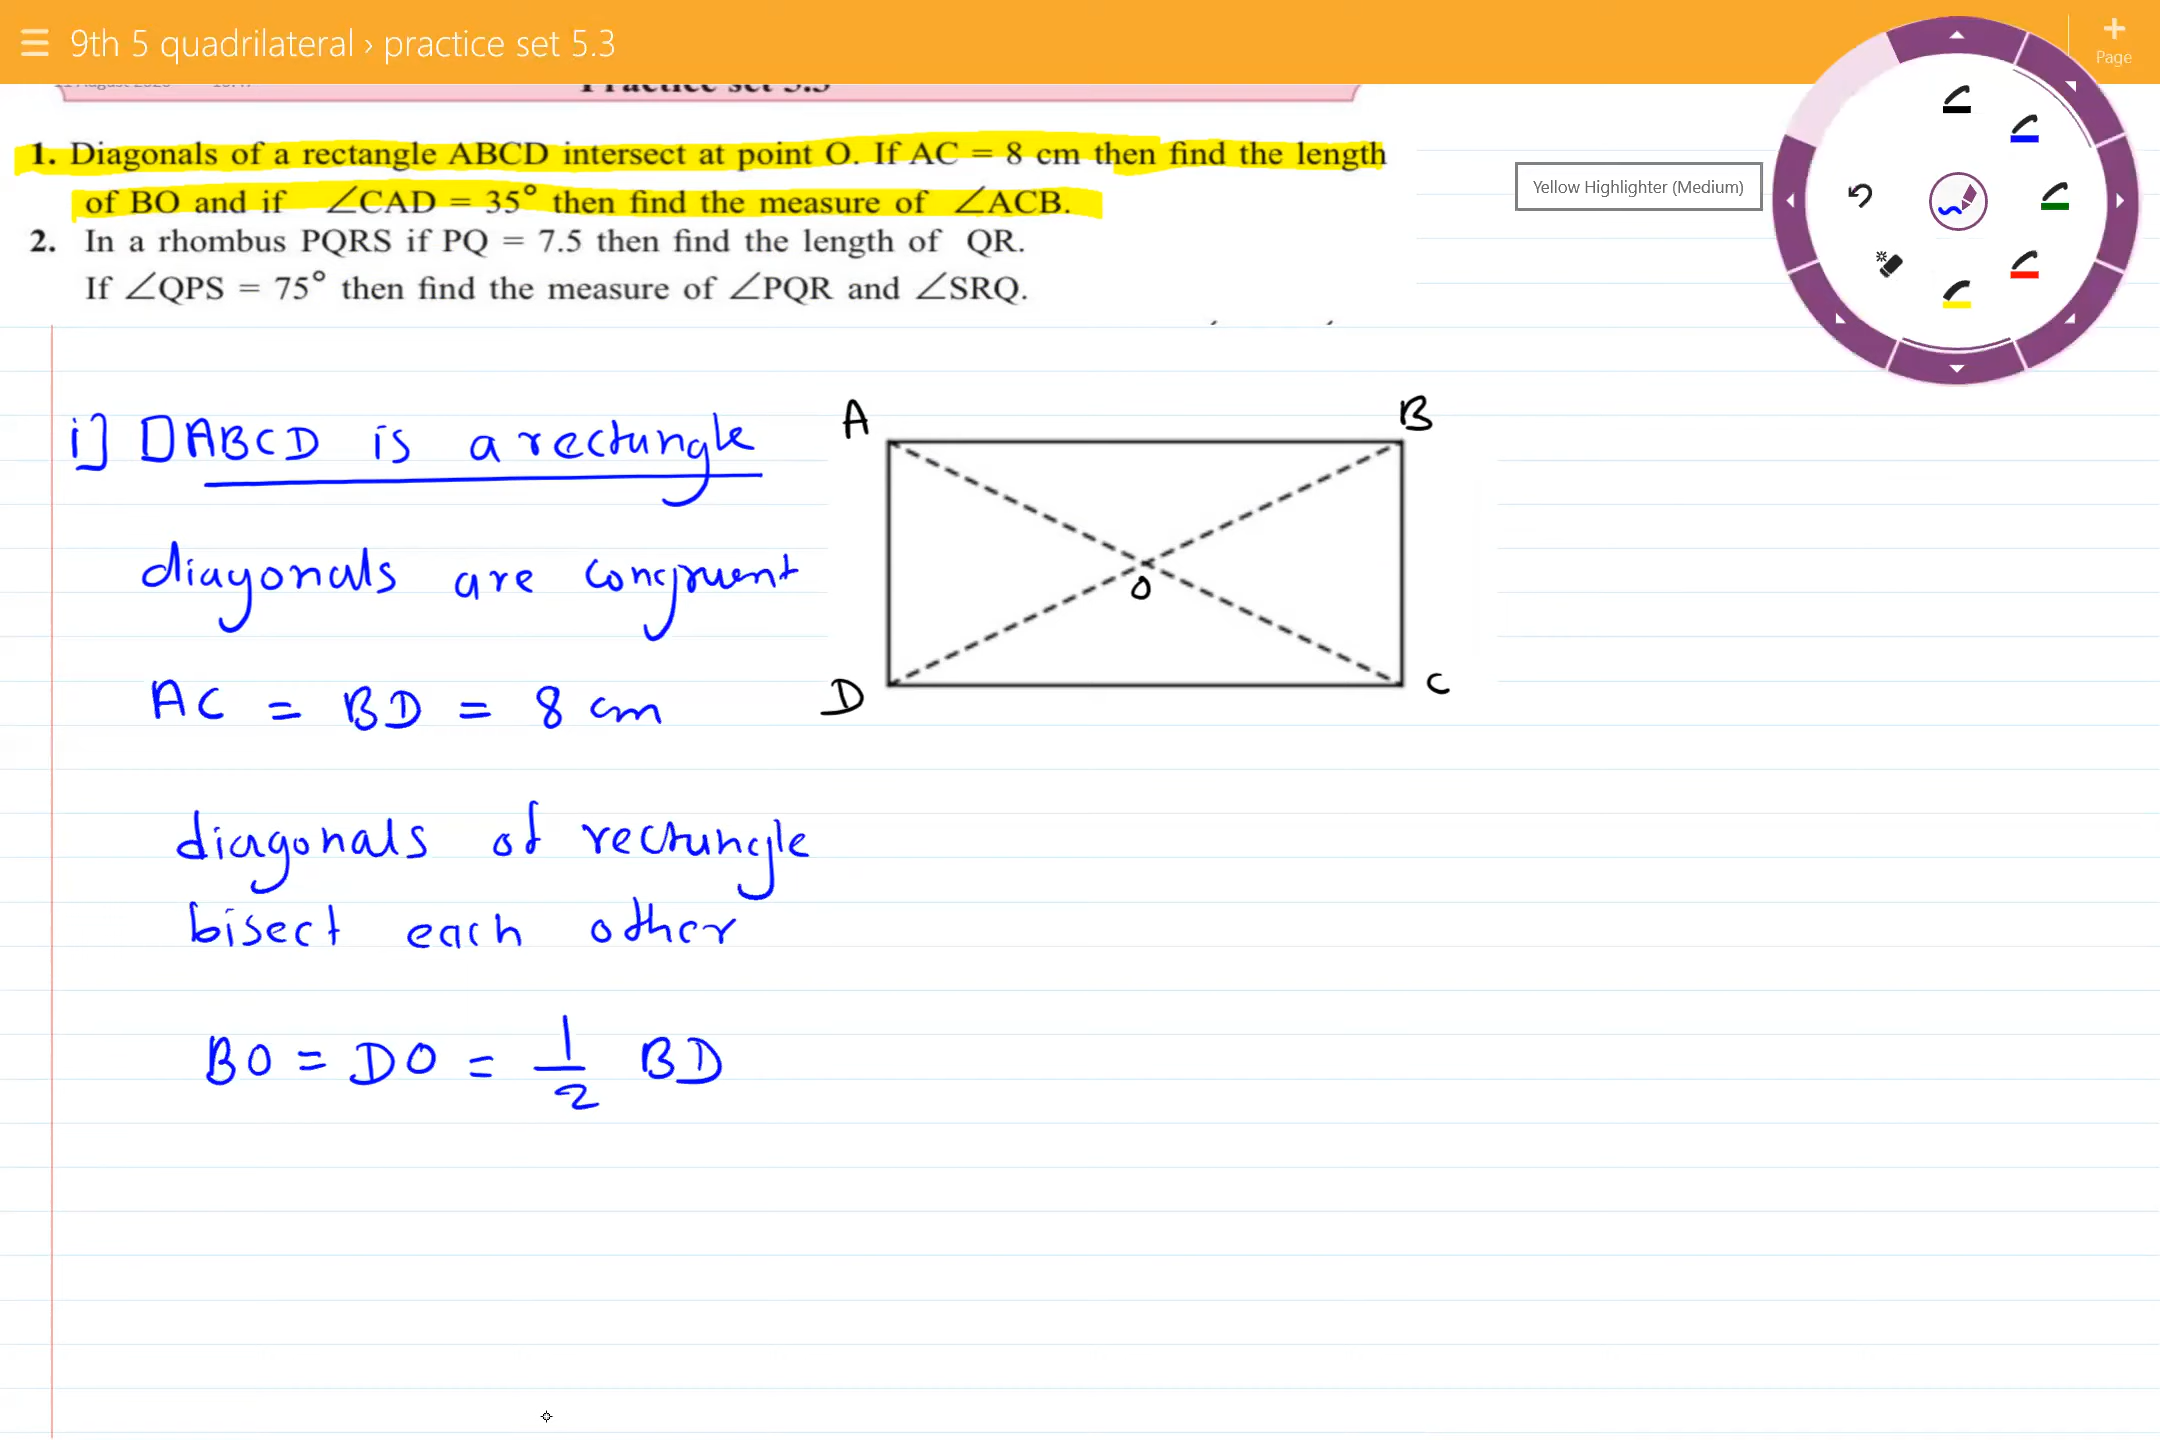 9th 5 quadrilateral › practice set 5.3
Page
Practice set 5.3
1. Diagonals of a rectangle ABCD intersect at point O. If AC = 8 cm then find the length
of BO and if ∠CAD = 35° then find the measure of ∠ACB.
2. In a rhombus PQRS if PQ = 7.5 then find the length of QR.
If ∠QPS = 75° then find the measure of ∠PQR and ∠SRQ.
Yellow Highlighter (Medium)
i] □ABCD is a rectangle
diagonals are congruent
AC = BD = 8 cm
diagonals of rectangle
bisect each other
BO = DO = 1/2 BD
A
B
O
D
C